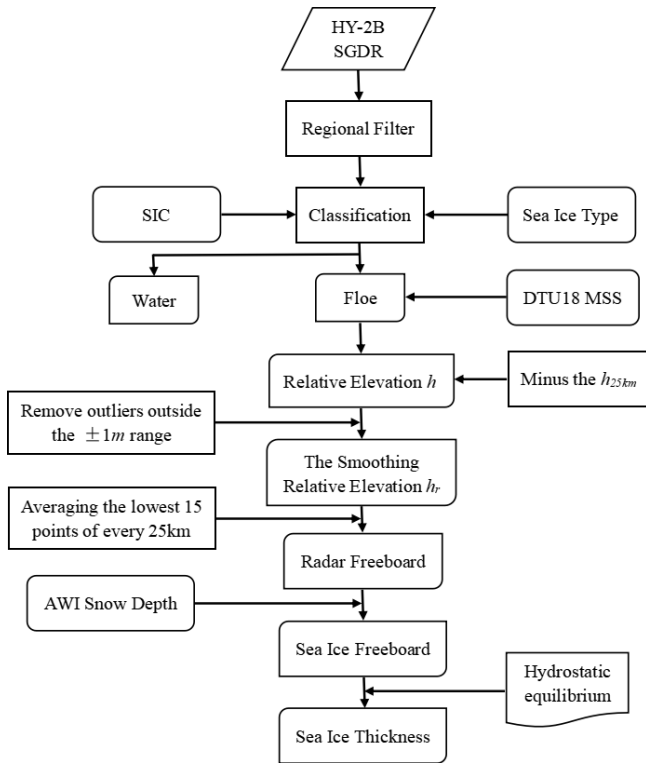 HY-2B
SGDR
Regional Filter
SIC
Classification
Sea Ice Type
Water
Floe
DTU18 MSS
Relative Elevation h
Minus the h25km
Remove outliers outside
the ±1m range
The Smoothing
Relative Elevation hr
Averaging the lowest 15
points of every 25km
Radar Freeboard
AWI Snow Depth
Sea Ice Freeboard
Hydrostatic
equilibrium
Sea Ice Thickness